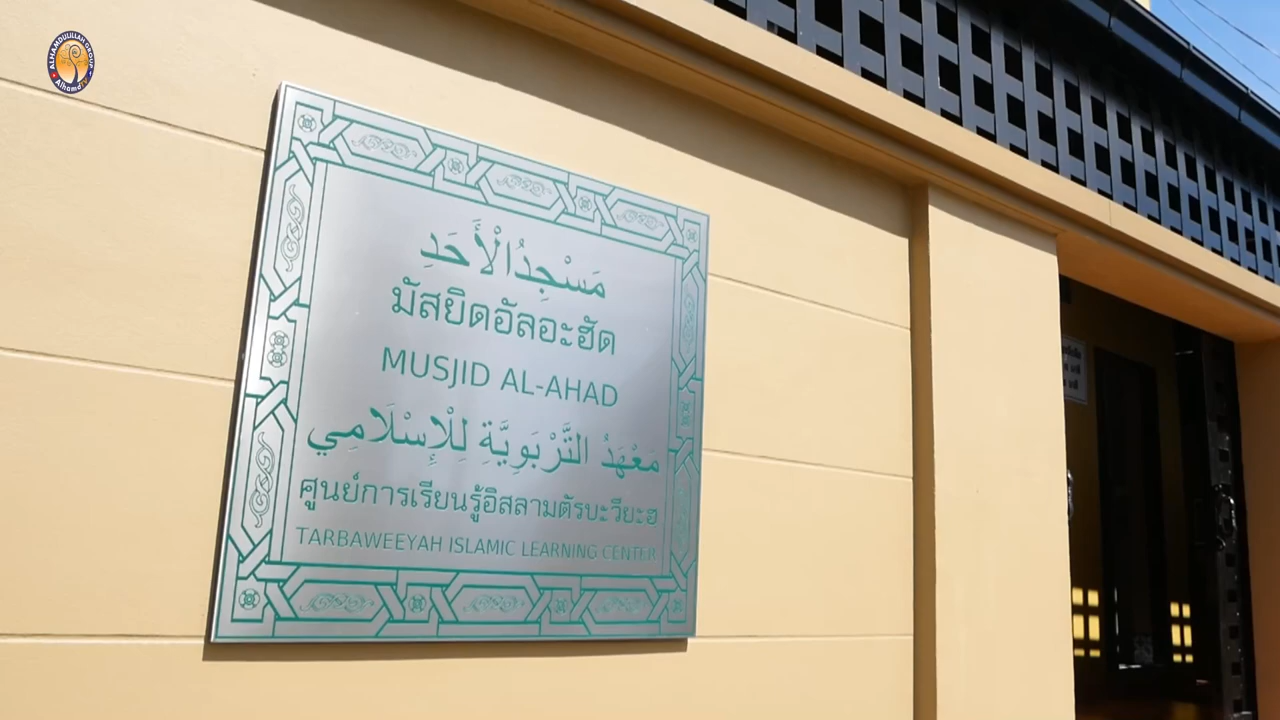 ALHAMDULILLAH GROUP
مَسْجِدُالْأَحَدِ
มัสยิดอัลอะฮัด
MUSJID AL-AHAD
مَعْهَدُ التَّرْبَوِيَّةِ لِلْإِسْلَامِي
ศูนย์การเรียนรู้อิสลามตัรบะวียะฮ
TARBAWEEYAH ISLAMIC LEARNING CENTER